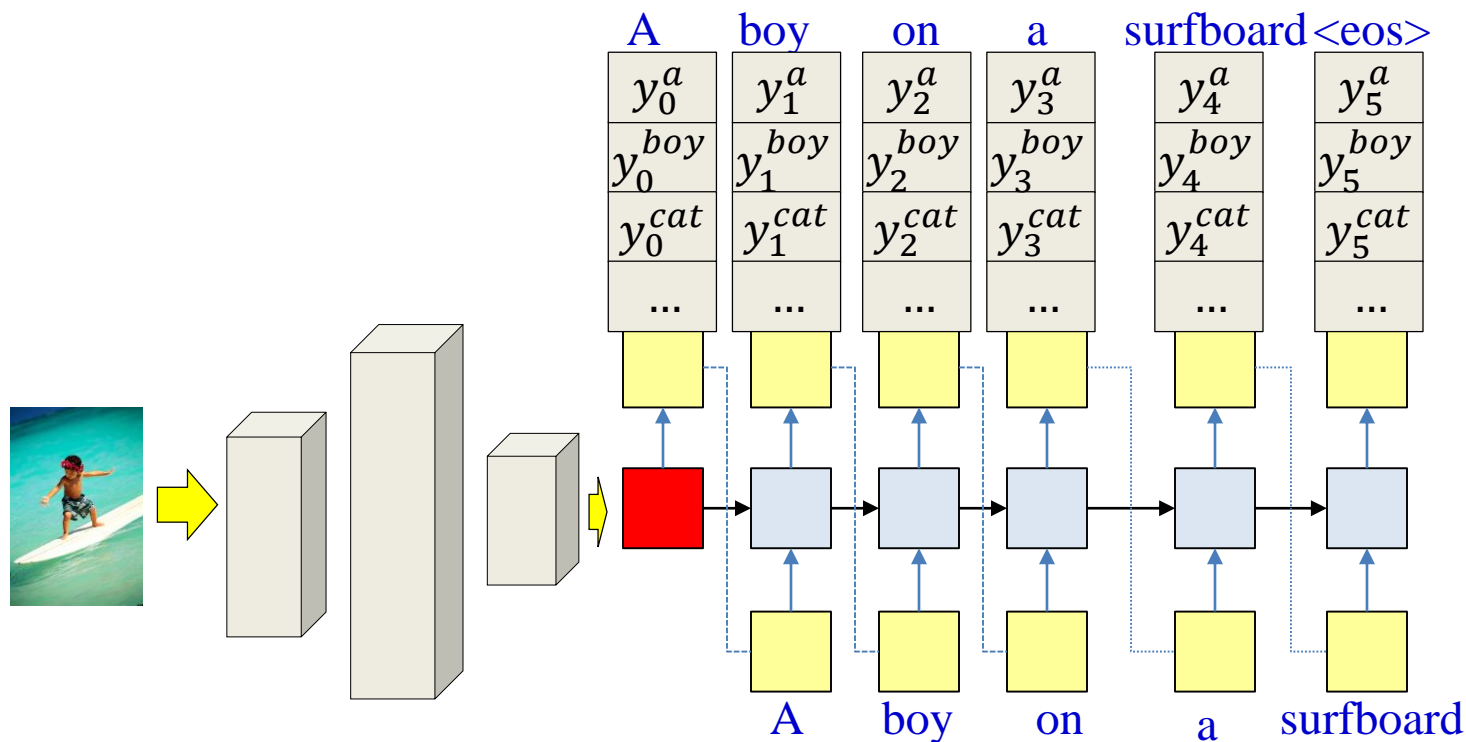 A boy on a surfboard <eos>
y_0^a y_1^a y_2^a y_3^a y_4^a y_5^a
y_0^{boy} y_1^{boy} y_2^{boy} y_3^{boy} y_4^{boy} y_5^{boy}
y_0^{cat} y_1^{cat} y_2^{cat} y_3^{cat} y_4^{cat} y_5^{cat}
... ... ... ... ... ...
A boy on a surfboard